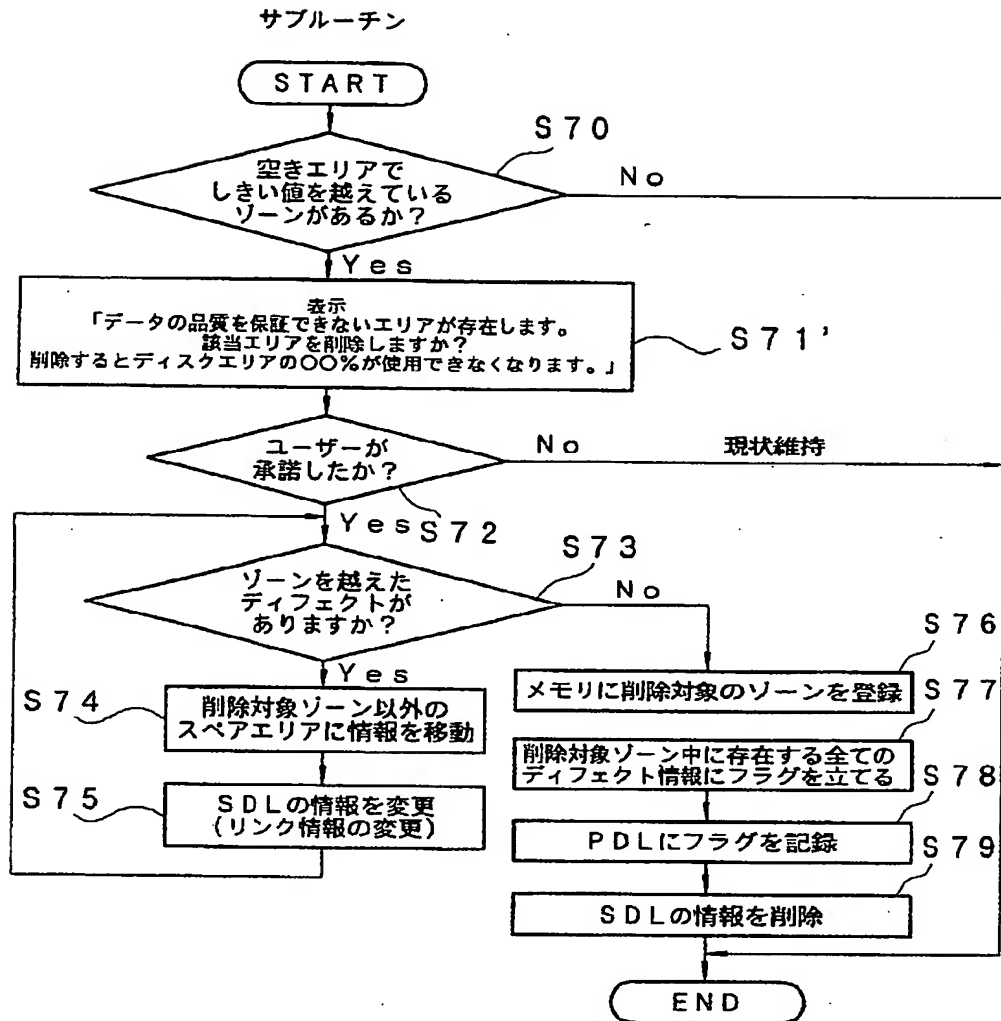 サブルーチン
START
S70
空きエリアで
しきい値を越えている
ゾーンがあるか？
No
Yes
表示
「データの品質を保証できないエリアが存在します。
該当エリアを削除しますか？
削除するとディスクエリアの〇〇％が使用できなくなります。」
S71'
ユーザーが
承諾したか？
No
現状維持
Yes
S72
S73
ゾーンを越えた
ディフェクトが
ありますか？
No
Yes
S74
削除対象ゾーン以外の
スペアエリアに情報を移動
S75
SDLの情報を変更
(リンク情報の変更)
S76
メモリに削除対象のゾーンを登録
S77
削除対象ゾーン中に存在する全ての
ディフェクト情報にフラグを立てる
S78
PDLにフラグを記録
S79
SDLの情報を削除
END